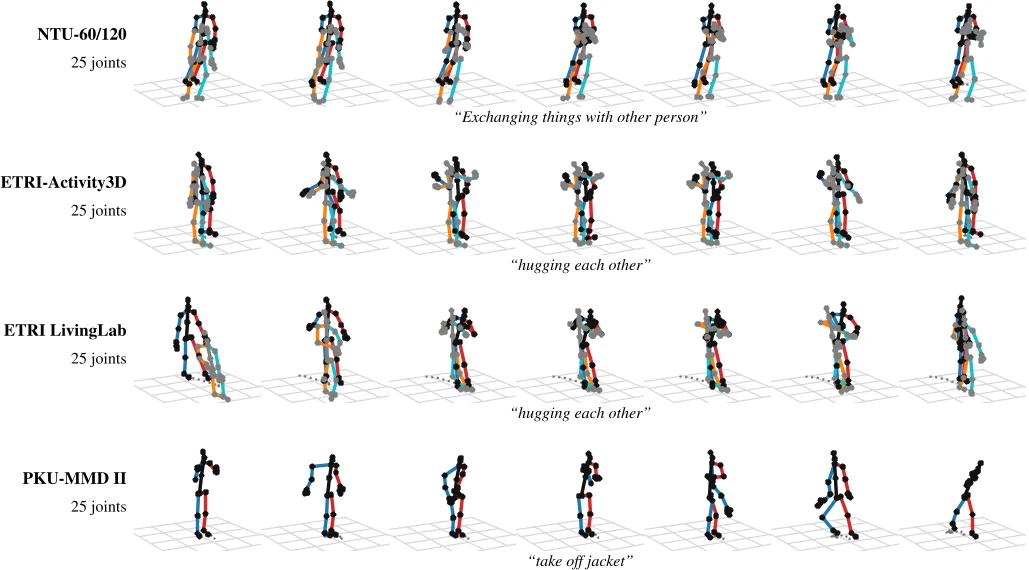 NTU-60/120
25 joints
“Exchanging things with other person”
ETRI-Activity3D
25 joints
“hugging each other”
ETRI LivingLab
25 joints
“hugging each other”
PKU-MMD II
25 joints
“take off jacket”